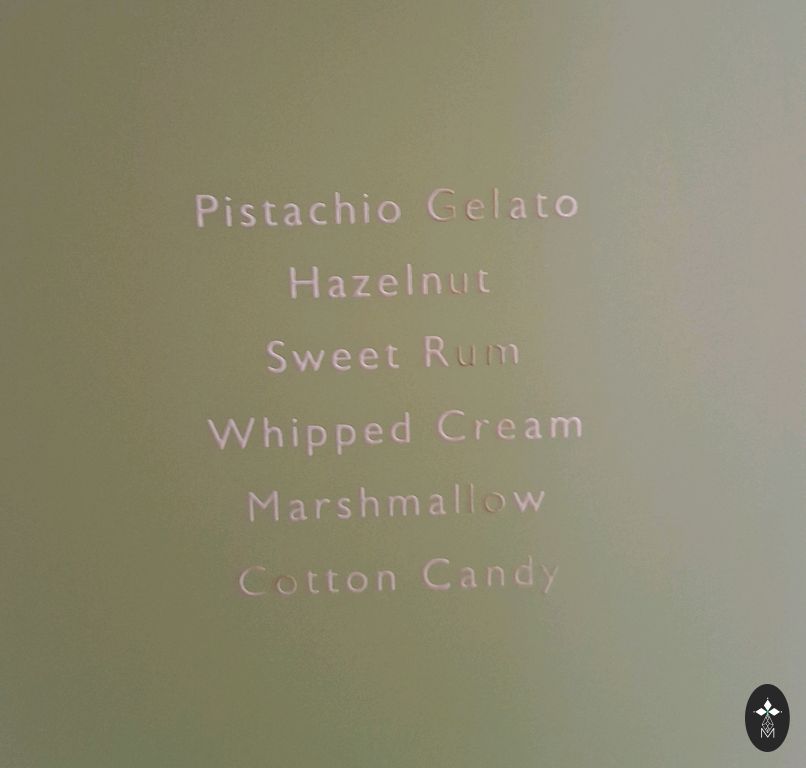 Pistachio Gelato
Hazelnut
Sweet Rum
Whipped Cream
Marshmallow
Cotton Candy
M